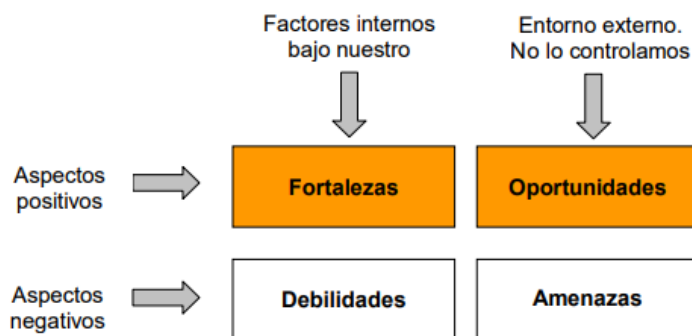 Factores internos
bajo nuestro
Entorno externo.
No lo controlamos
Aspectos
positivos
Fortalezas
Oportunidades
Aspectos
negativos
Debilidades
Amenazas